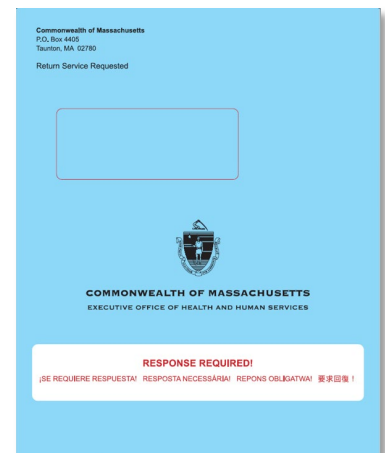 Commonwealth of Massachusetts
P.O. Box 4405
Taunton, MA 02780
Return Service Requested
COMMONWEALTH OF MASSACHUSETTS
EXECUTIVE OFFICE OF HEALTH AND HUMAN SERVICES
RESPONSE REQUIRED!
¡SE REQUIERE RESPUESTA! RESPOSTA NECESSÁRIA! REPONS OBLIGATWA! 要求回復！